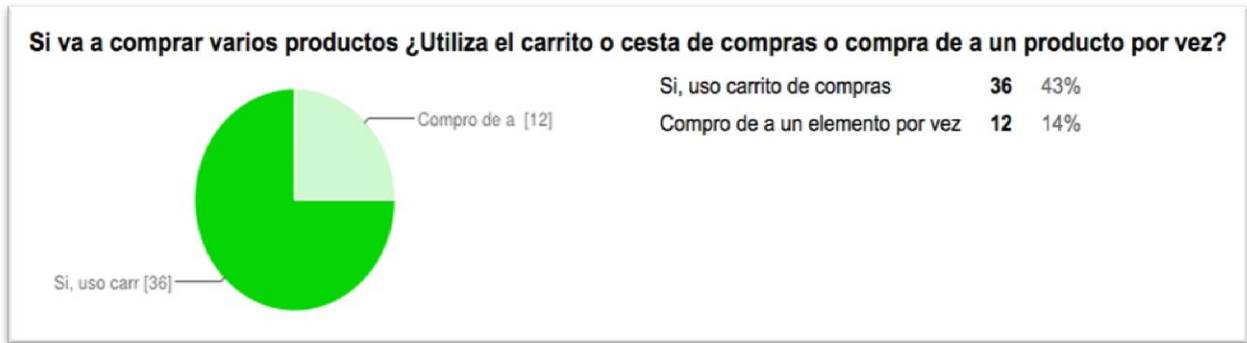 Si va a comprar varios productos ¿Utiliza el carrito o cesta de compras o compra de a un producto por vez?
Si, uso carrito de compras 36 43%
Compro de a un elemento por vez 12 14%
Compro de a [12]
Si, uso carr [36]